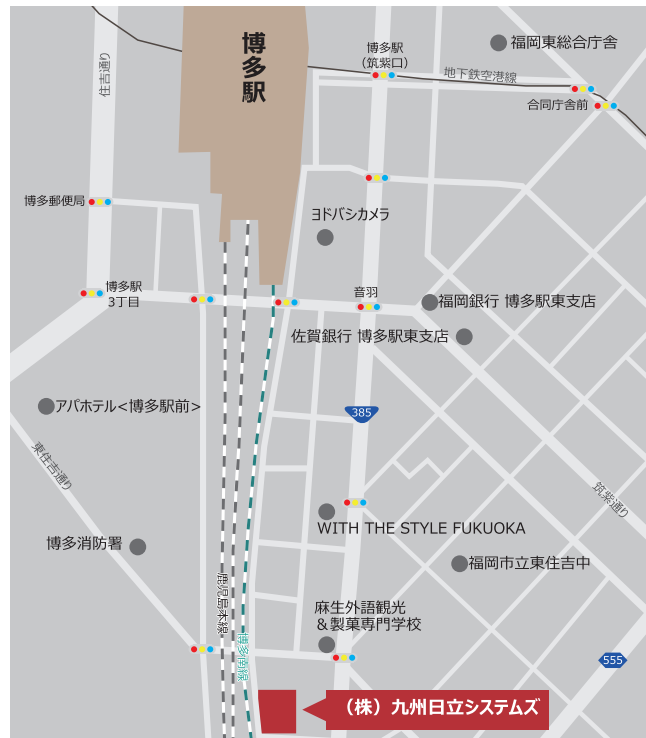 博多駅
博多駅
（筑紫口）
福岡東総合庁舎
住吉通り
地下鉄空港線
合同庁舎前
博多郵便局
ヨドバシカメラ
博多駅
3丁目
音羽
福岡銀行 博多駅東支店
佐賀銀行 博多駅東支店
アパホテル<博多駅前>
385
東住吉通り
筑紫通り
WITH THE STYLE FUKUOKA
博多消防署
福岡市立東住吉中
鹿児島本線
麻生外語観光
＆製菓専門学校
博多南線
555
（株）九州日立システムズ